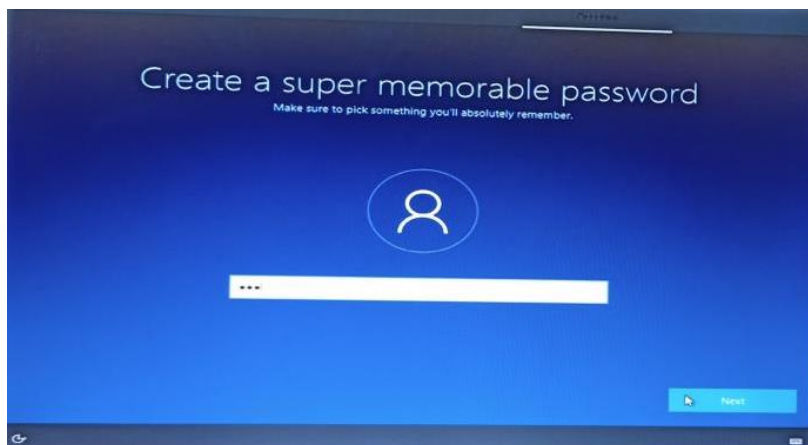 Create a super memorable password
Make sure to pick something you'll absolutely remember.
•••
Next